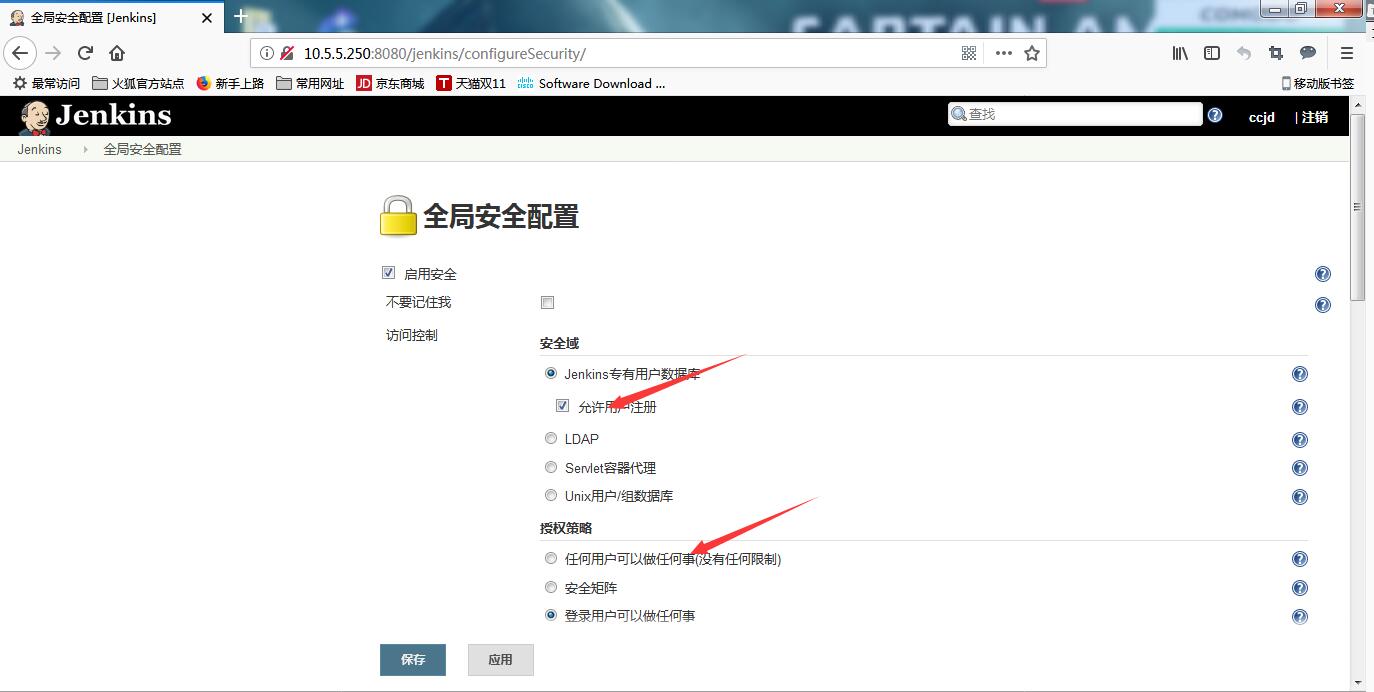 全局安全配置 [Jenkins]
10.5.5.250:8080/jenkins/configureSecurity/
最常访问 火狐官方站点 新手上路 常用网址 JD 京东商城 T 天猫双11 Software Download ... 移动版书签
Jenkins 查找 ccjd | 注销
Jenkins 全局安全配置
全局安全配置
启用安全
不要记住我
访问控制
安全域
Jenkins专有用户数据库
允许用户注册
LDAP
Servlet容器代理
Unix用户/组数据库
授权策略
任何用户可以做任何事(没有任何限制)
安全矩阵
登录用户可以做任何事
保存 应用